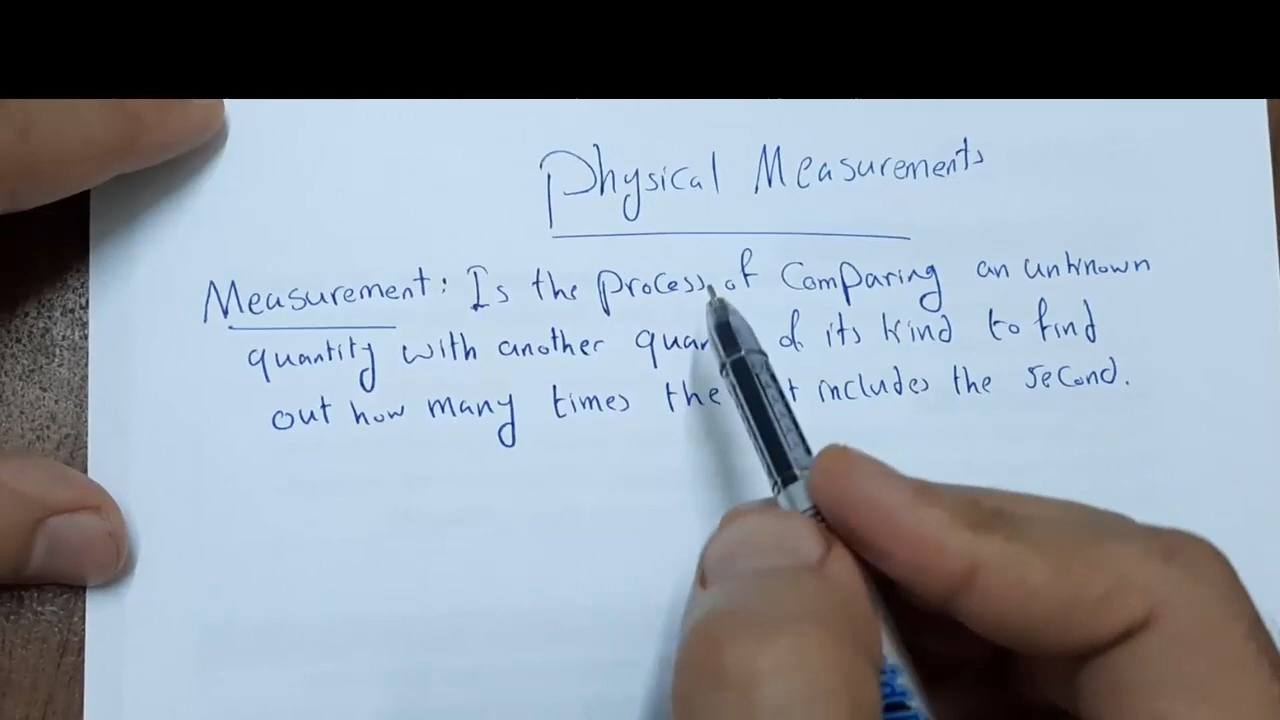 Physical Measurements
Measurement: Is the process of Comparing an unknown
quantity with another of its kind to find
out how many times the includes the second.